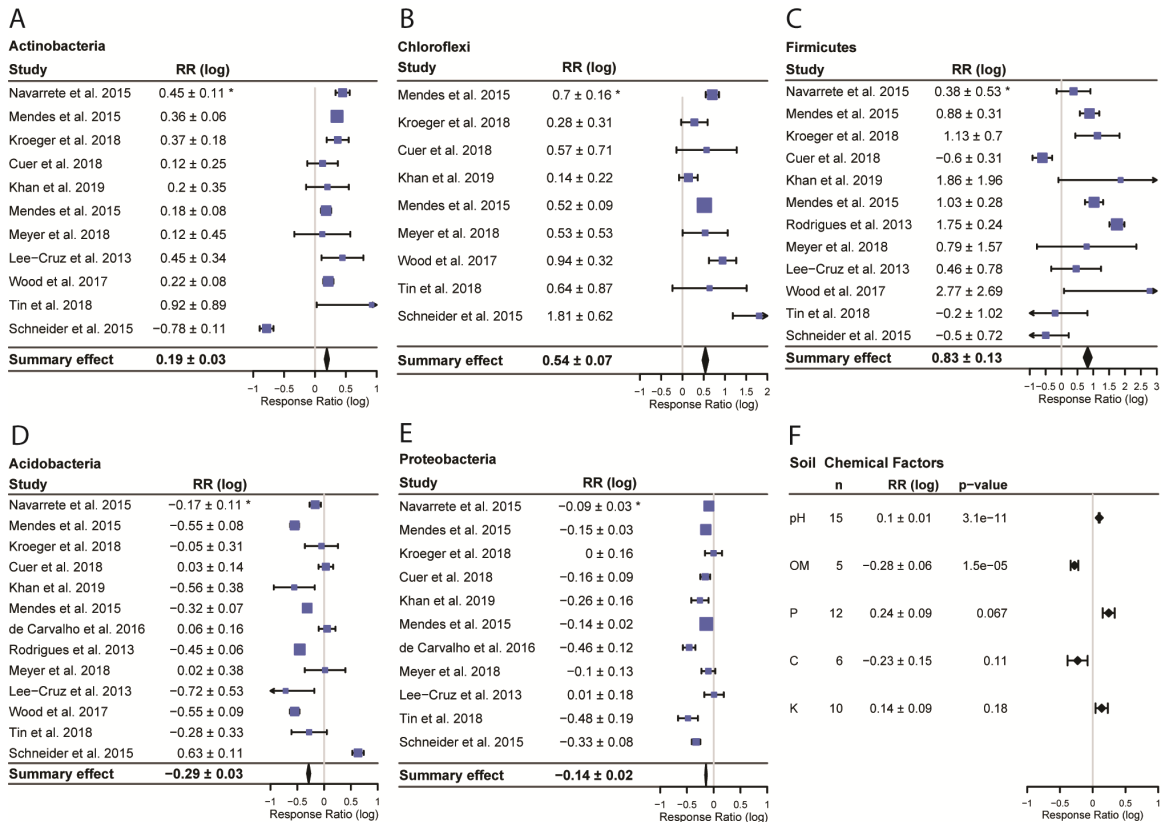 A
Actinobacteria
Study RR (log)
Navarrete et al. 2015 0.45 ± 0.11 *
Mendes et al. 2015 0.36 ± 0.06
Kroeger et al. 2018 0.37 ± 0.18
Cuer et al. 2018 0.12 ± 0.25
Khan et al. 2019 0.2 ± 0.35
Mendes et al. 2015 0.18 ± 0.08
Meyer et al. 2018 0.12 ± 0.45
Lee−Cruz et al. 2013 0.45 ± 0.34
Wood et al. 2017 0.22 ± 0.08
Tin et al. 2018 0.92 ± 0.89
Schneider et al. 2015 −0.78 ± 0.11
Summary effect 0.19 ± 0.03
−1 −0.5 0 0.5 1
Response Ratio (log)
B
Chloroflexi
Study RR (log)
Mendes et al. 2015 0.7 ± 0.16 *
Kroeger et al. 2018 0.28 ± 0.31
Cuer et al. 2018 0.57 ± 0.71
Khan et al. 2019 0.14 ± 0.22
Mendes et al. 2015 0.52 ± 0.09
Meyer et al. 2018 0.53 ± 0.53
Wood et al. 2017 0.94 ± 0.32
Tin et al. 2018 0.64 ± 0.87
Schneider et al. 2015 1.81 ± 0.62
Summary effect 0.54 ± 0.07
−1 −0.5 0 0.5 1 1.5 2
Response Ratio (log)
C
Firmicutes
Study RR (log)
Navarrete et al. 2015 0.38 ± 0.53 *
Mendes et al. 2015 0.88 ± 0.31
Kroeger et al. 2018 1.13 ± 0.7
Cuer et al. 2018 −0.6 ± 0.31
Khan et al. 2019 1.86 ± 1.96
Mendes et al. 2015 1.03 ± 0.28
Rodrigues et al. 2013 1.75 ± 0.24
Meyer et al. 2018 0.79 ± 1.57
Lee−Cruz et al. 2013 0.46 ± 0.78
Wood et al. 2017 2.77 ± 2.69
Tin et al. 2018 −0.2 ± 1.02
Schneider et al. 2015 −0.5 ± 0.72
Summary effect 0.83 ± 0.13
−1 −0.5 0 0.5 1 1.5 2 2.5 3
Response Ratio (log)
D
Acidobacteria
Study RR (log)
Navarrete et al. 2015 −0.17 ± 0.11 *
Mendes et al. 2015 −0.55 ± 0.08
Kroeger et al. 2018 −0.05 ± 0.31
Cuer et al. 2018 0.03 ± 0.14
Khan et al. 2019 −0.56 ± 0.38
Mendes et al. 2015 −0.32 ± 0.07
de Carvalho et al. 2016 0.06 ± 0.16
Rodrigues et al. 2013 −0.45 ± 0.06
Meyer et al. 2018 0.02 ± 0.38
Lee−Cruz et al. 2013 −0.72 ± 0.53
Wood et al. 2017 −0.55 ± 0.09
Tin et al. 2018 −0.28 ± 0.33
Schneider et al. 2015 0.63 ± 0.11
Summary effect −0.29 ± 0.03
−1 −0.5 0 0.5 1
Response Ratio (log)
E
Proteobacteria
Study RR (log)
Navarrete et al. 2015 −0.09 ± 0.03 *
Mendes et al. 2015 −0.15 ± 0.03
Kroeger et al. 2018 0 ± 0.16
Cuer et al. 2018 −0.16 ± 0.09
Khan et al. 2019 −0.26 ± 0.16
Mendes et al. 2015 −0.14 ± 0.02
de Carvalho et al. 2016 −0.46 ± 0.12
Meyer et al. 2018 −0.1 ± 0.13
Lee−Cruz et al. 2013 0.01 ± 0.18
Tin et al. 2018 −0.48 ± 0.19
Schneider et al. 2015 −0.33 ± 0.08
Summary effect −0.14 ± 0.02
−1 −0.5 0 0.5 1
Response Ratio (log)
F
Soil Chemical Factors
n RR (log) p−value
pH 15 0.1 ± 0.01 3.1e−11
OM 5 −0.28 ± 0.06 1.5e−05
P 12 0.24 ± 0.09 0.067
C 6 −0.23 ± 0.15 0.11
K 10 0.14 ± 0.09 0.18
−1 −0.5 0 0.5 1
Response Ratio (log)